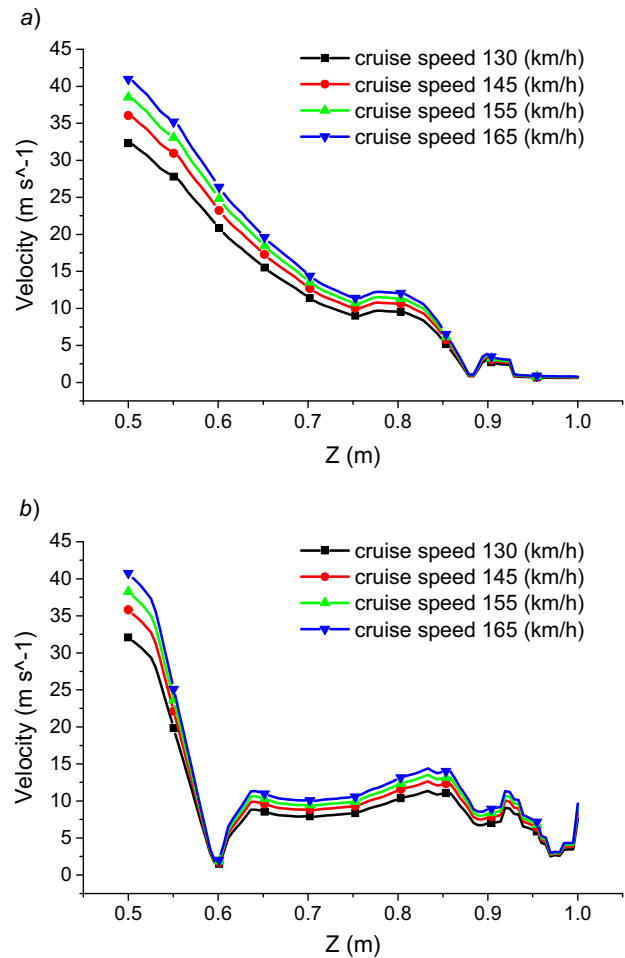 a)
45
40
35
30
25
20
15
10
5
0
Velocity (m s^-1)
cruise speed 130 (km/h)
cruise speed 145 (km/h)
cruise speed 155 (km/h)
cruise speed 165 (km/h)
0.5 0.6 0.7 0.8 0.9 1.0
Z (m)
b)
45
40
35
30
25
20
15
10
5
0
Velocity (m s^-1)
cruise speed 130 (km/h)
cruise speed 145 (km/h)
cruise speed 155 (km/h)
cruise speed 165 (km/h)
0.5 0.6 0.7 0.8 0.9 1.0
Z (m)